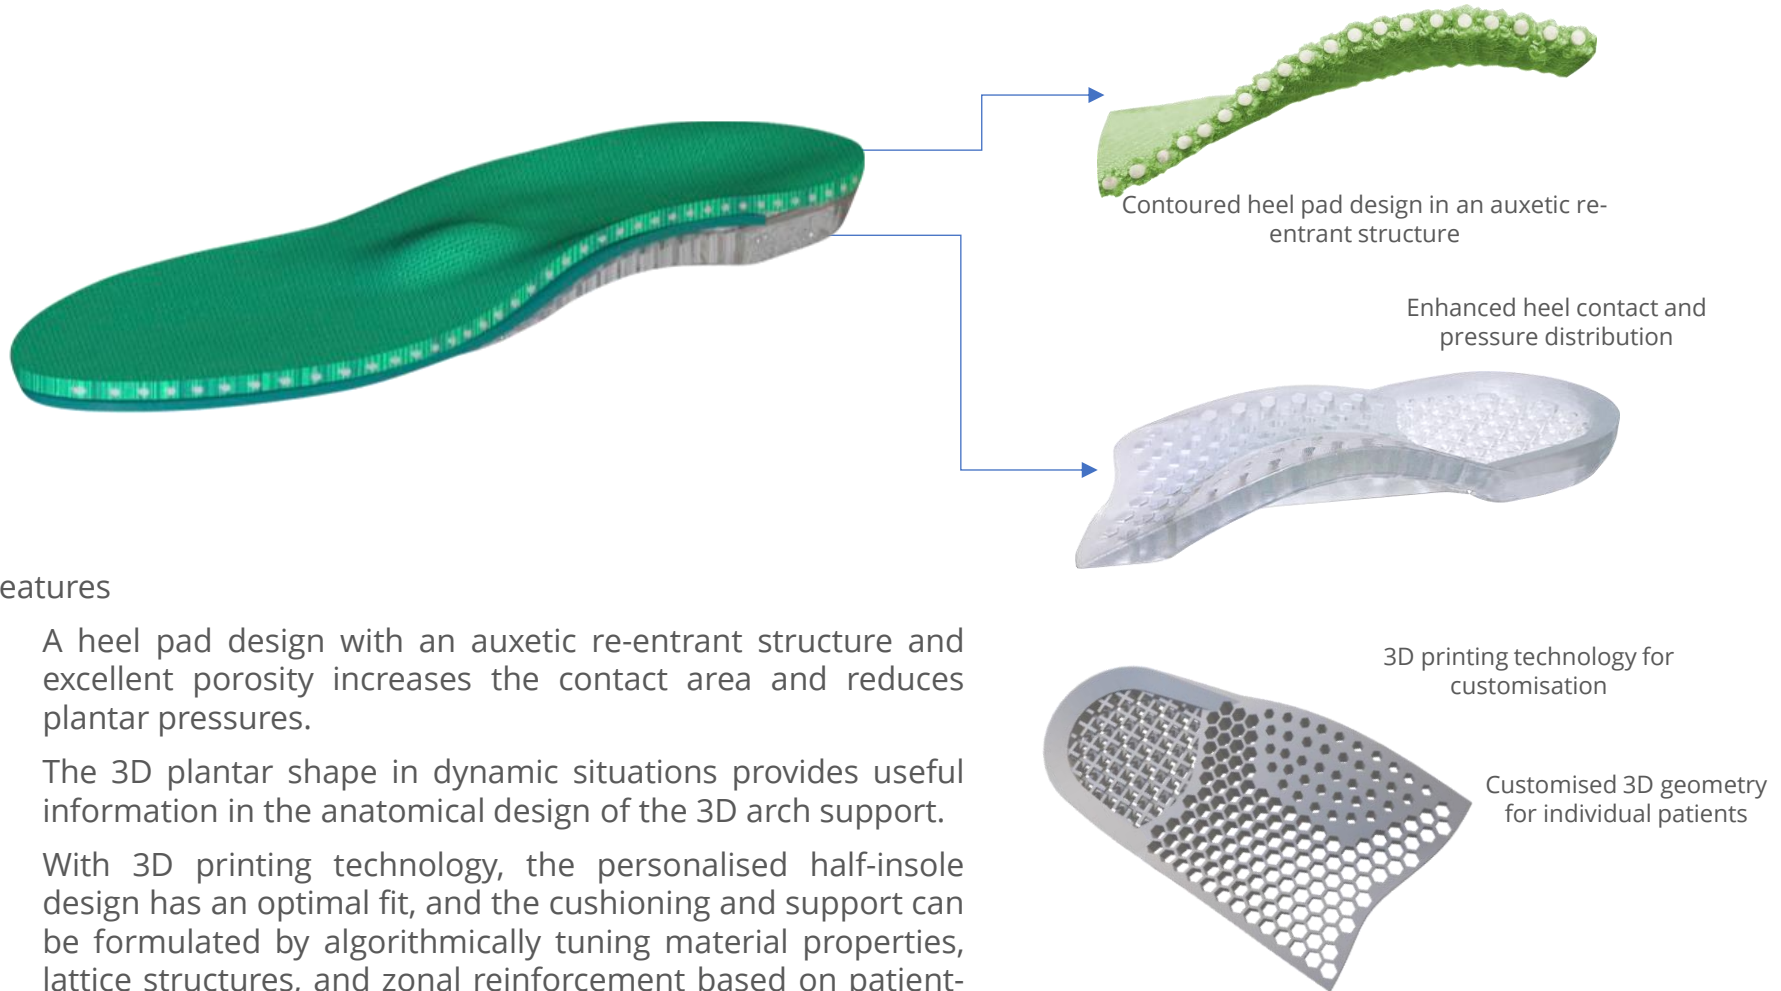 Contoured heel pad design in an auxetic re-
entrant structure
Enhanced heel contact and
pressure distribution
eatures
A heel pad design with an auxetic re-entrant structure and
excellent porosity increases the contact area and reduces
plantar pressures.
The 3D plantar shape in dynamic situations provides useful
information in the anatomical design of the 3D arch support.
With 3D printing technology, the personalised half-insole
design has an optimal fit, and the cushioning and support can
be formulated by algorithmically tuning material properties,
lattice structures, and zonal reinforcement based on patient-
3D printing technology for
customisation
Customised 3D geometry
for individual patients